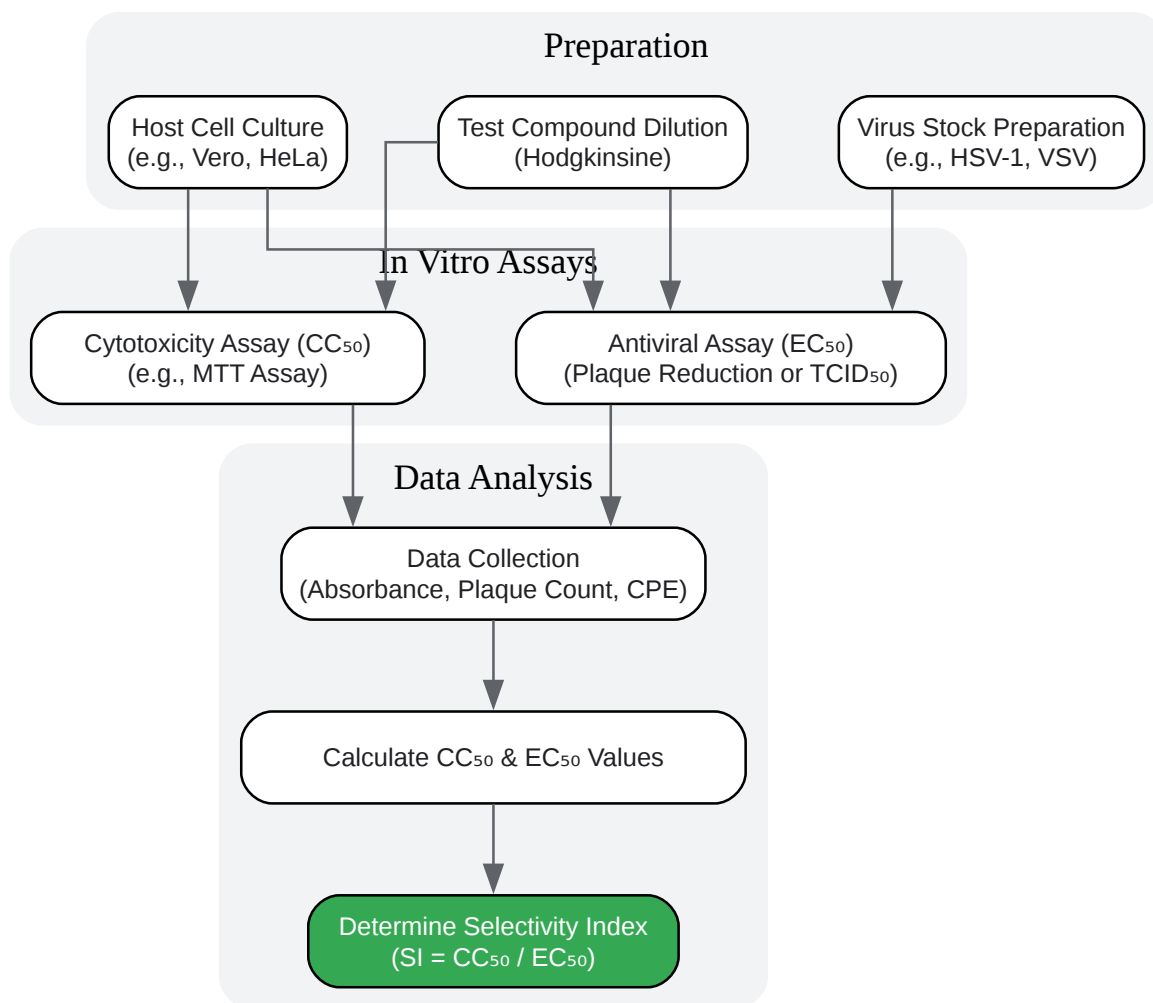 Preparation
Host Cell Culture
(e.g., Vero, HeLa)
Test Compound Dilution
(Hodgkinsine)
Virus Stock Preparation
(e.g., HSV-1, VSV)
In Vitro Assays
Cytotoxicity Assay (CC₅₀)
(e.g., MTT Assay)
Antiviral Assay (EC₅₀)
(Plaque Reduction or TCID₅₀)
Data Analysis
Data Collection
(Absorbance, Plaque Count, CPE)
Calculate CC₅₀ & EC₅₀ Values
Determine Selectivity Index
(SI = CC₅₀ / EC₅₀)